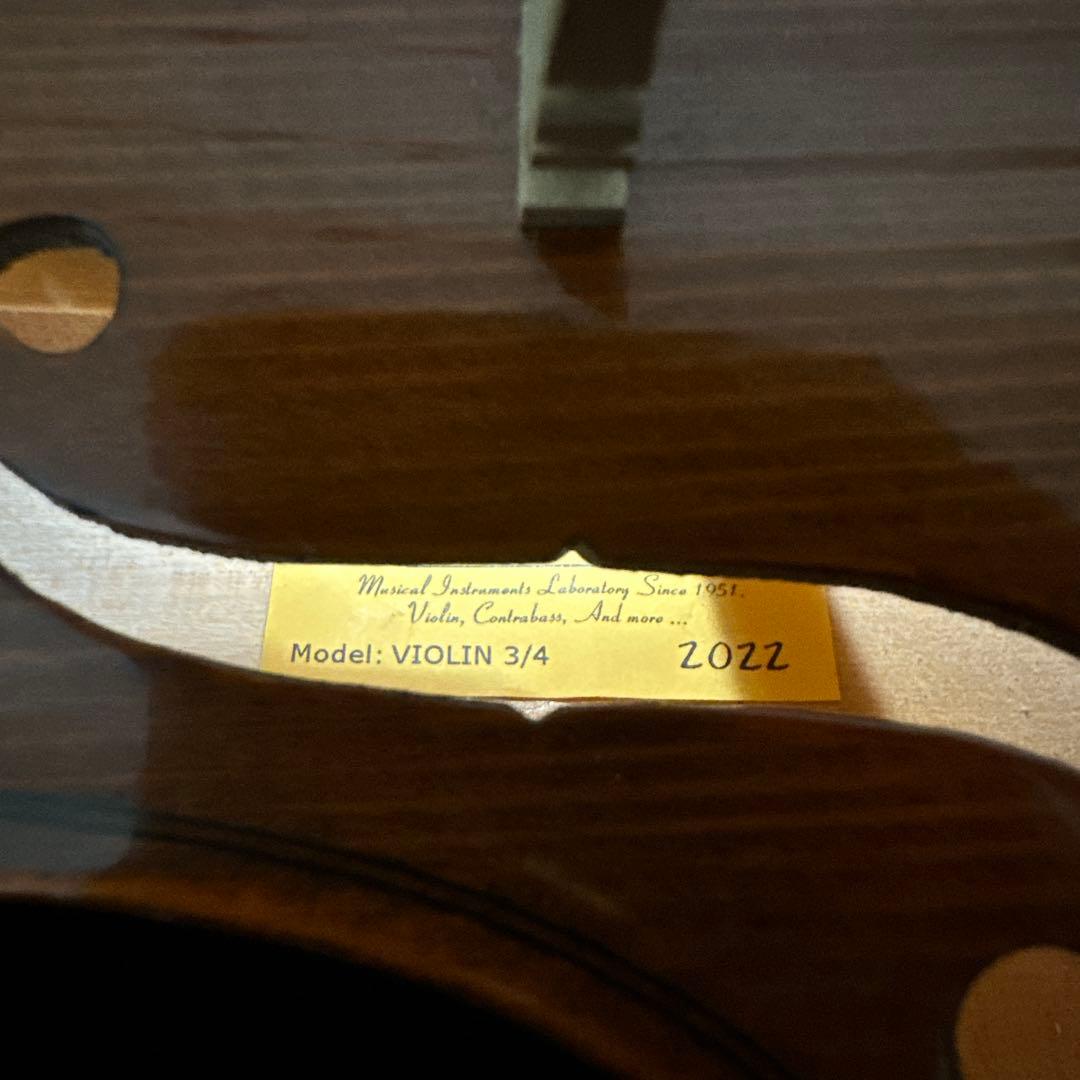 Musical Instruments Laboratory Since 1951.
Violin, Contrabass, And more ...
Model: VIOLIN 3/4 2022